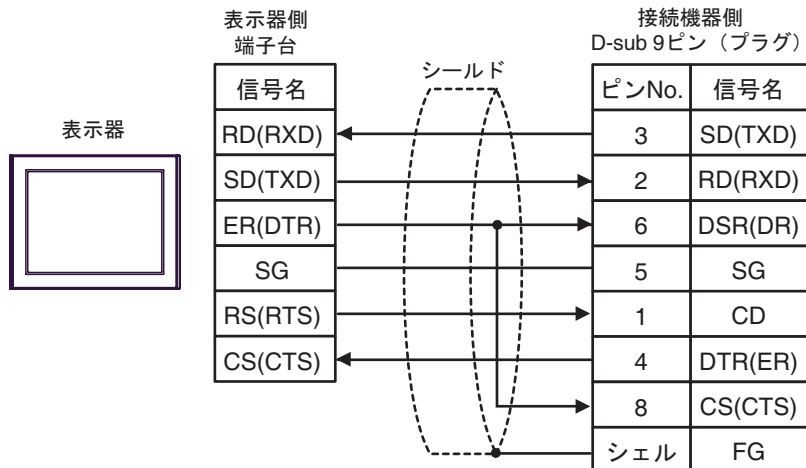 表示器側
端子台
接続機器側
D-sub 9ピン（プラグ）
シールド
表示器
信号名
ピンNo. 信号名
RD(RXD) 3 SD(TXD)
SD(TXD) 2 RD(RXD)
ER(DTR) 6 DSR(DR)
SG 5 SG
RS(RTS) 1 CD
CS(CTS) 4 DTR(ER)
8 CS(CTS)
シェル FG